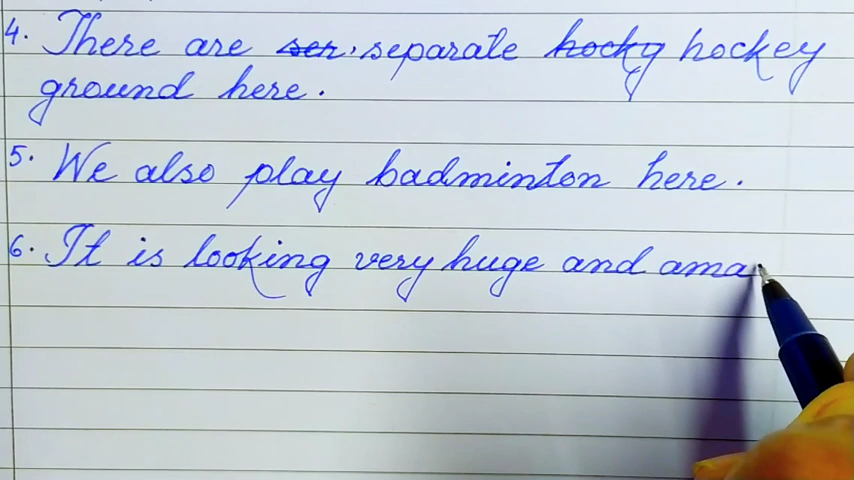 4. There are ser. separate hocky hockey
ground here.
5. We also play badminton here.
6. It is looking very huge and ama